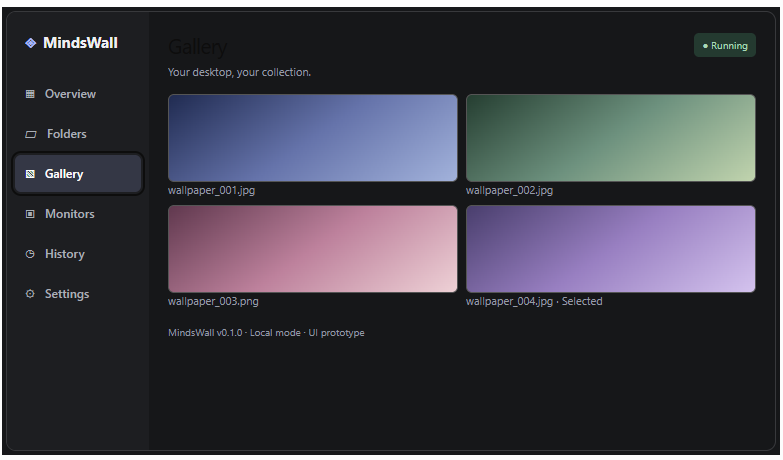 MindsWall
Overview
Folders
Gallery
Monitors
History
Settings
Gallery
Running
Your desktop, your collection.
wallpaper_001.jpg
wallpaper_002.jpg
wallpaper_003.png
wallpaper_004.jpg · Selected
MindsWall v0.1.0 · Local mode · UI prototype